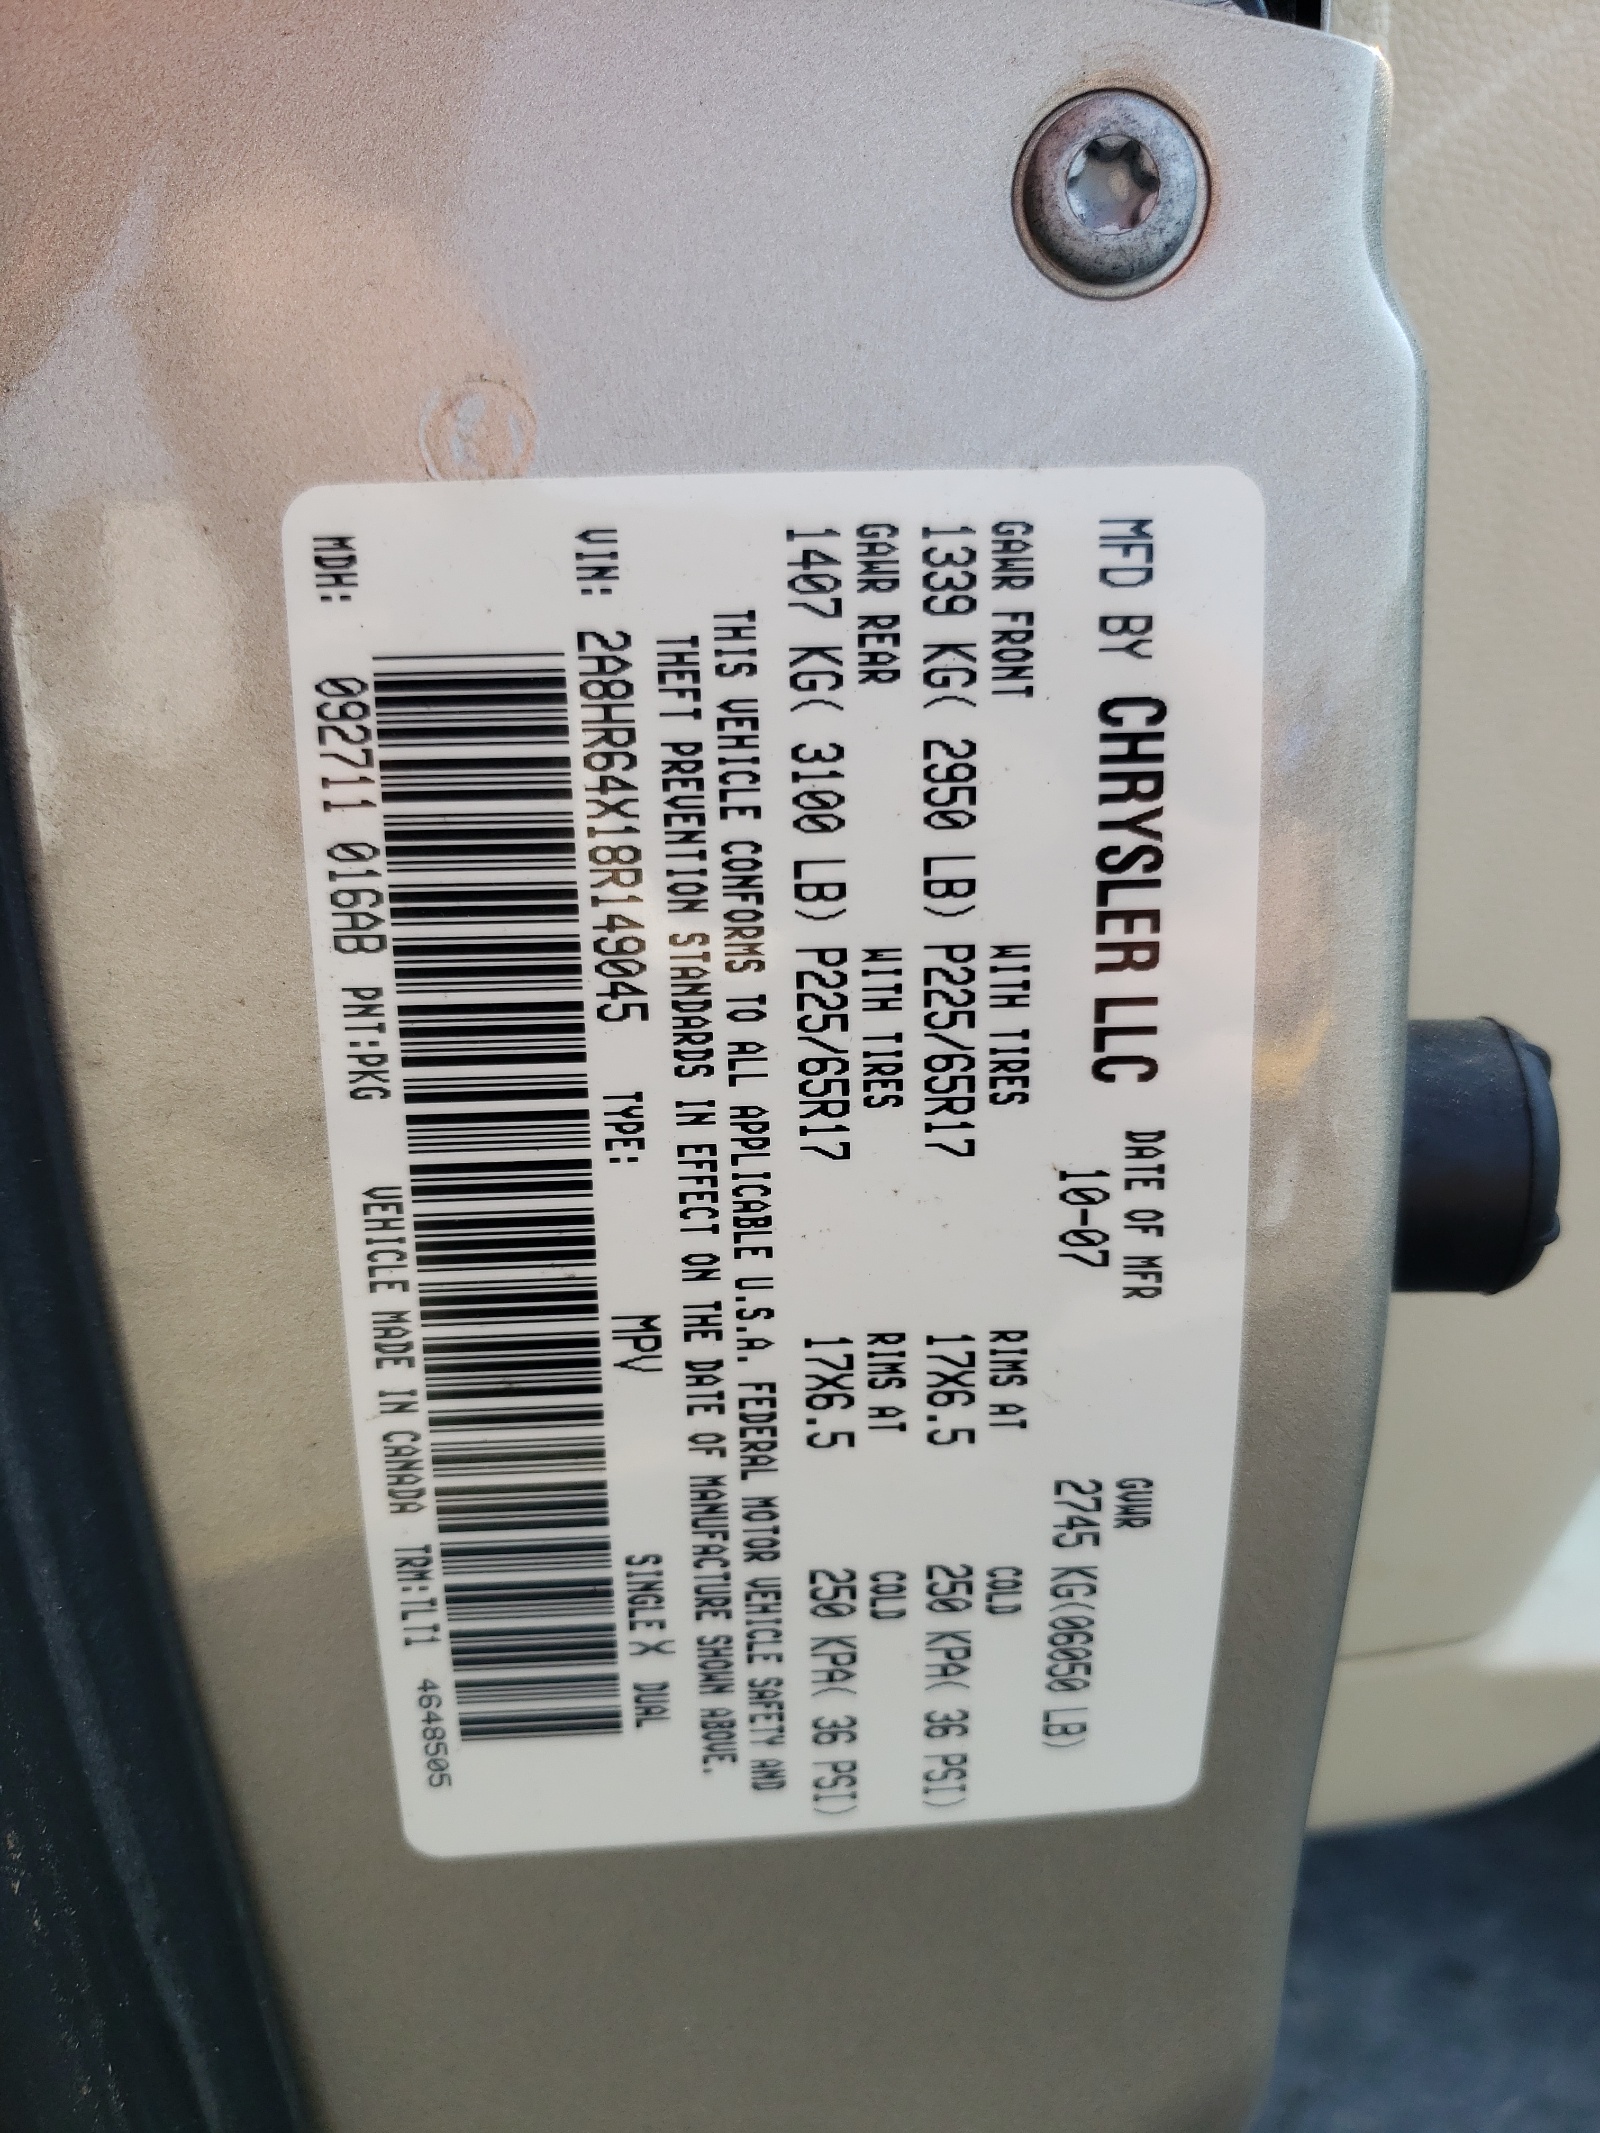 MFD BY CHRYSLER LLC DATE OF MFR GVWR
10-07 2745 KG(06050 LB)
GAWR FRONT WITH TIRES RIMS AT COLD
1339 KG( 2950 LB) P225/65R17 17X6.5 250 KPA( 36 PSI)
GAWR REAR WITH TIRES RIMS AT COLD
1407 KG( 3100 LB) P225/65R17 17X6.5 250 KPA( 36 PSI)
THIS VEHICLE CONFORMS TO ALL APPLICABLE U.S.A. FEDERAL MOTOR VEHICLE SAFETY AND
THEFT PREVENTION STANDARDS IN EFFECT ON THE DATE OF MANUFACTURE SHOWN ABOVE.
VIN: 2A8HR64X18R149045 TYPE: MPV SINGLE X DUAL
MDH: 092711 016AB PNT:PKG VEHICLE MADE IN CANADA TRM:TLT1 4648505